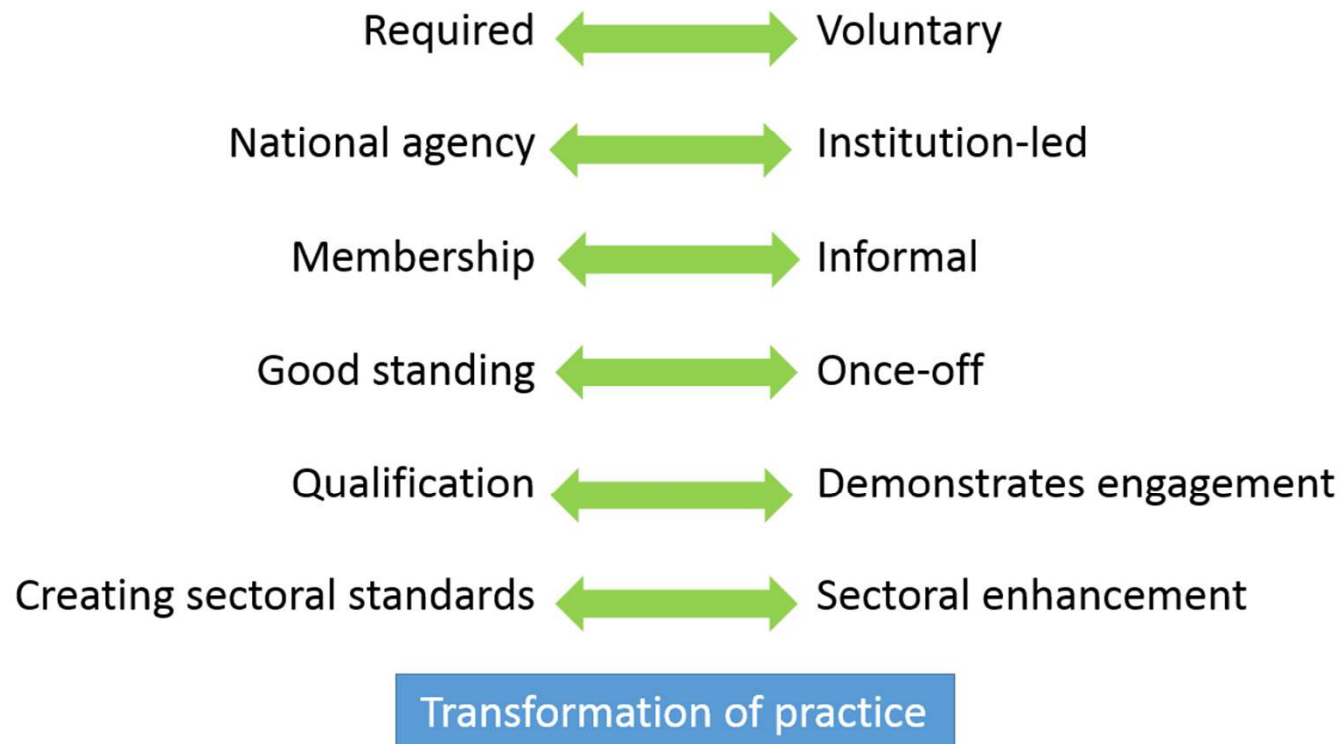 Required Voluntary
National agency Institution-led
Membership Informal
Good standing Once-off
Qualification Demonstrates engagement
Creating sectoral standards Sectoral enhancement
Transformation of practice